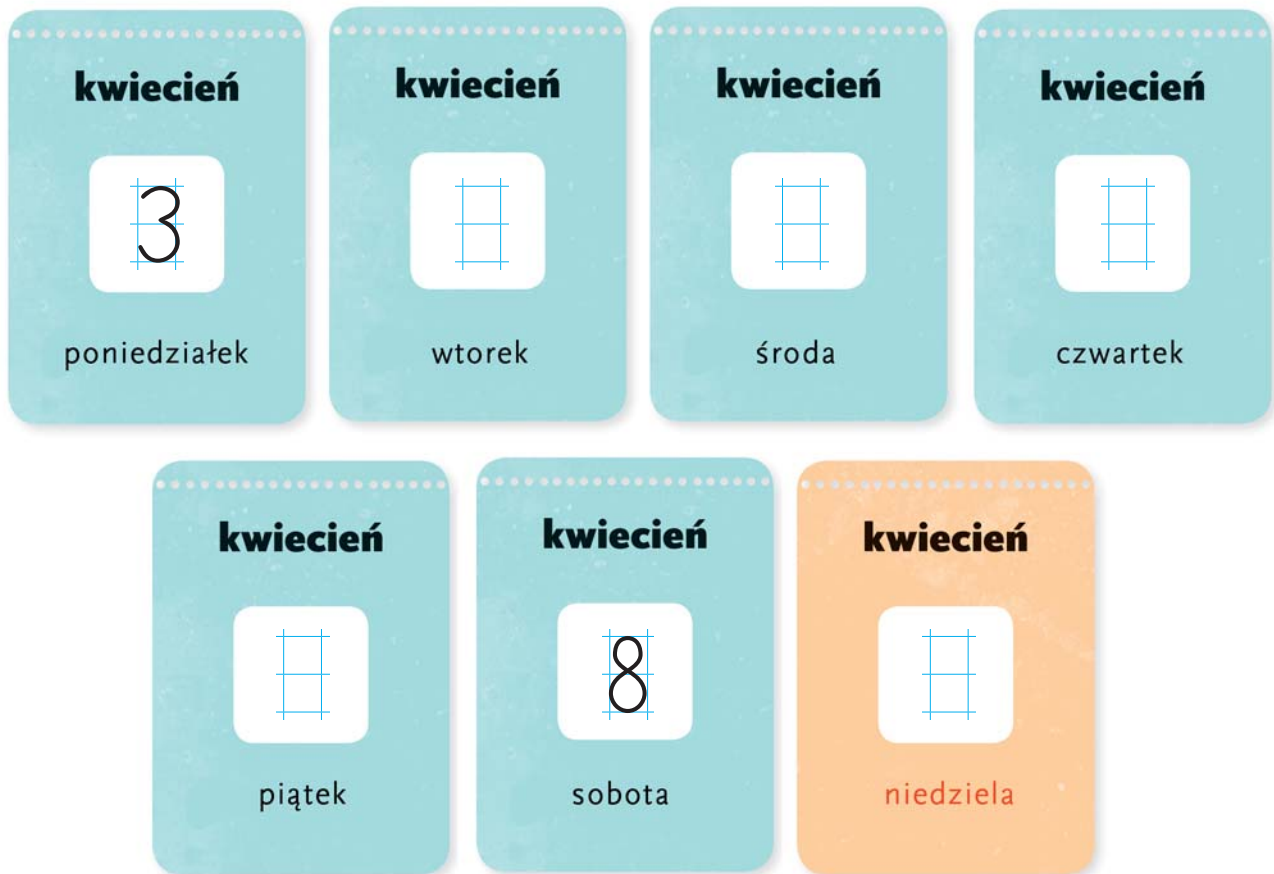 kwiecień
3
poniedziałek
kwiecień
wtorek
kwiecień
środa
kwiecień
czwartek
kwiecień
piątek
kwiecień
8
sobota
kwiecień
niedziela